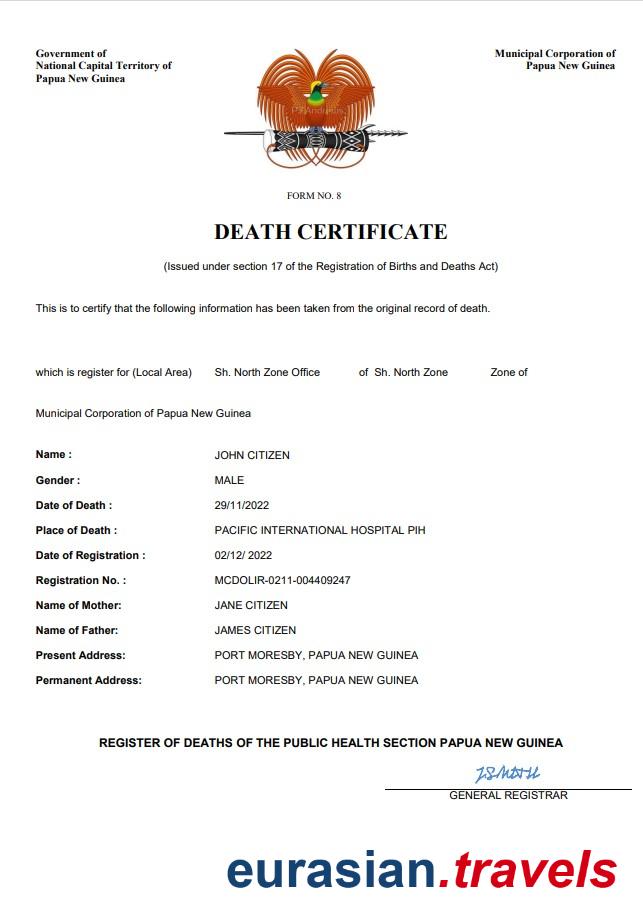 Government of
National Capital Territory of
Papua New Guinea
Municipal Corporation of
Papua New Guinea
FORM NO. 8
DEATH CERTIFICATE
(Issued under section 17 of the Registration of Births and Deaths Act)
This is to certify that the following information has been taken from the original record of death.
which is register for (Local Area) Sh. North Zone Office of Sh. North Zone Zone of
Municipal Corporation of Papua New Guinea
Name : JOHN CITIZEN
Gender : MALE
Date of Death : 29/11/2022
Place of Death : PACIFIC INTERNATIONAL HOSPITAL PIH
Date of Registration : 02/12/ 2022
Registration No. : MCDOLIR-0211-004409247
Name of Mother: JANE CITIZEN
Name of Father: JAMES CITIZEN
Present Address: PORT MORESBY, PAPUA NEW GUINEA
Permanent Address: PORT MORESBY, PAPUA NEW GUINEA
REGISTER OF DEATHS OF THE PUBLIC HEALTH SECTION PAPUA NEW GUINEA
GENERAL REGISTRAR
eurasian.travels